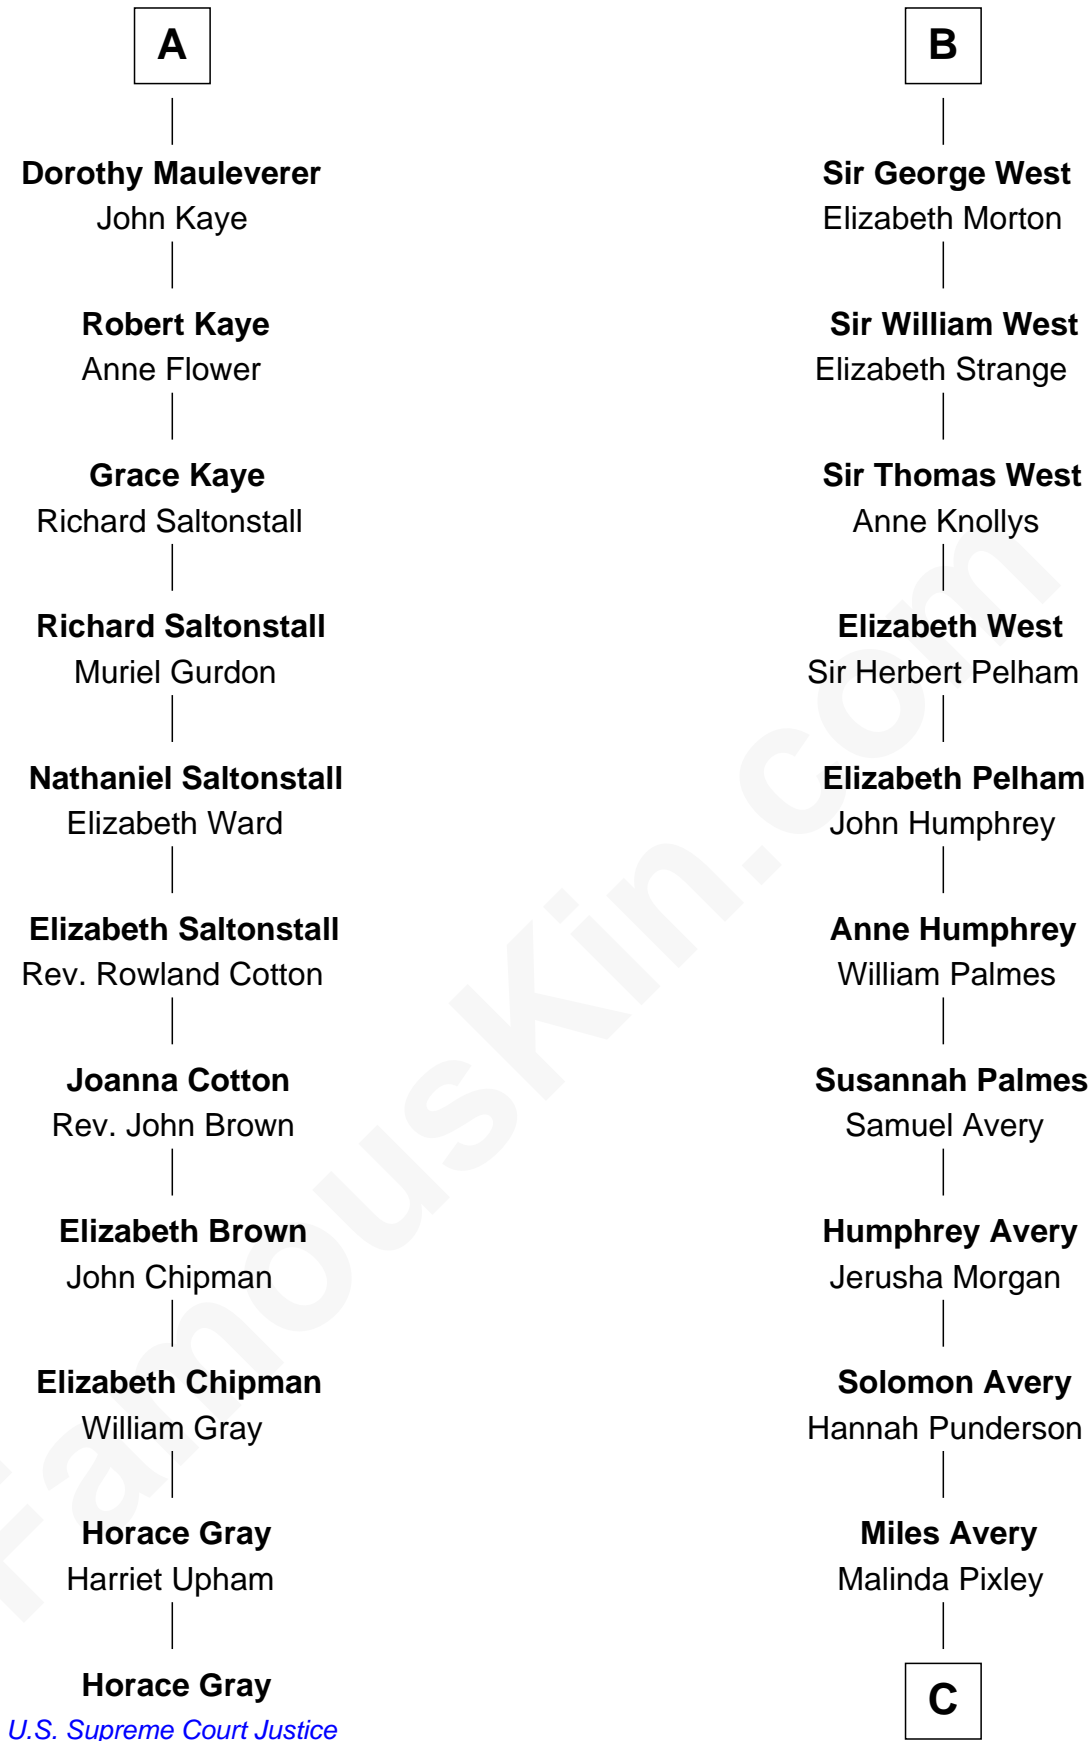 A
Dorothy Mauleverer
John Kaye
Robert Kaye
Anne Flower
Grace Kaye
Richard Saltonstall
Richard Saltonstall
Muriel Gurdon
Nathaniel Saltonstall
Elizabeth Ward
Elizabeth Saltonstall
Rev. Rowland Cotton
Joanna Cotton
Rev. John Brown
Elizabeth Brown
John Chipman
Elizabeth Chipman
William Gray
Horace Gray
Harriet Upham
Horace Gray
U.S. Supreme Court Justice
B
Sir George West
Elizabeth Morton
Sir William West
Elizabeth Strange
Sir Thomas West
Anne Knollys
Elizabeth West
Sir Herbert Pelham
Elizabeth Pelham
John Humphrey
Anne Humphrey
William Palmes
Susannah Palmes
Samuel Avery
Humphrey Avery
Jerusha Morgan
Solomon Avery
Hannah Punderson
Miles Avery
Malinda Pixley
C
FamousKin.com